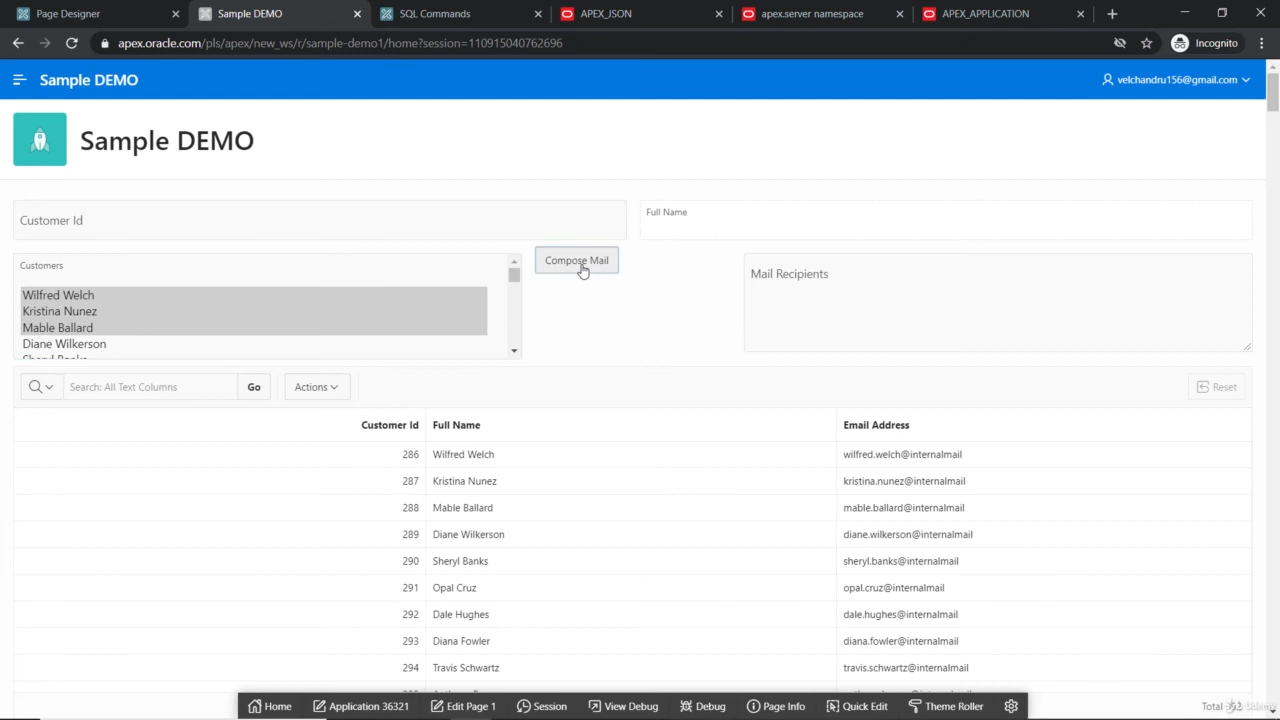 Page Designer
Sample DEMO
SQL Commands
APEX_JSON
apex.server namespace
APEX_APPLICATION
apex.oracle.com/pls/apex/new_ws/r/sample-demo1/home?session=110915040762696
Incognito
Sample DEMO
velchandru156@gmail.com
Sample DEMO
Customer Id
Full Name
Customers
Wilfred Welch
Kristina Nunez
Mable Ballard
Diane Wilkerson
Sheryl Banks
Compose Mail
Mail Recipients
Search: All Text Columns
Go
Actions
Reset
Customer Id Full Name Email Address
286 Wilfred Welch wilfred.welch@internalmail
287 Kristina Nunez kristina.nunez@internalmail
288 Mable Ballard mable.ballard@internalmail
289 Diane Wilkerson diane.wilkerson@internalmail
290 Sheryl Banks sheryl.banks@internalmail
291 Opal Cruz opal.cruz@internalmail
292 Dale Hughes dale.hughes@internalmail
293 Diana Fowler diana.fowler@internalmail
294 Travis Schwartz travis.schwartz@internalmail
Home
Application 36321
Edit Page 1
Session
View Debug
Debug
Page Info
Quick Edit
Theme Roller
Total